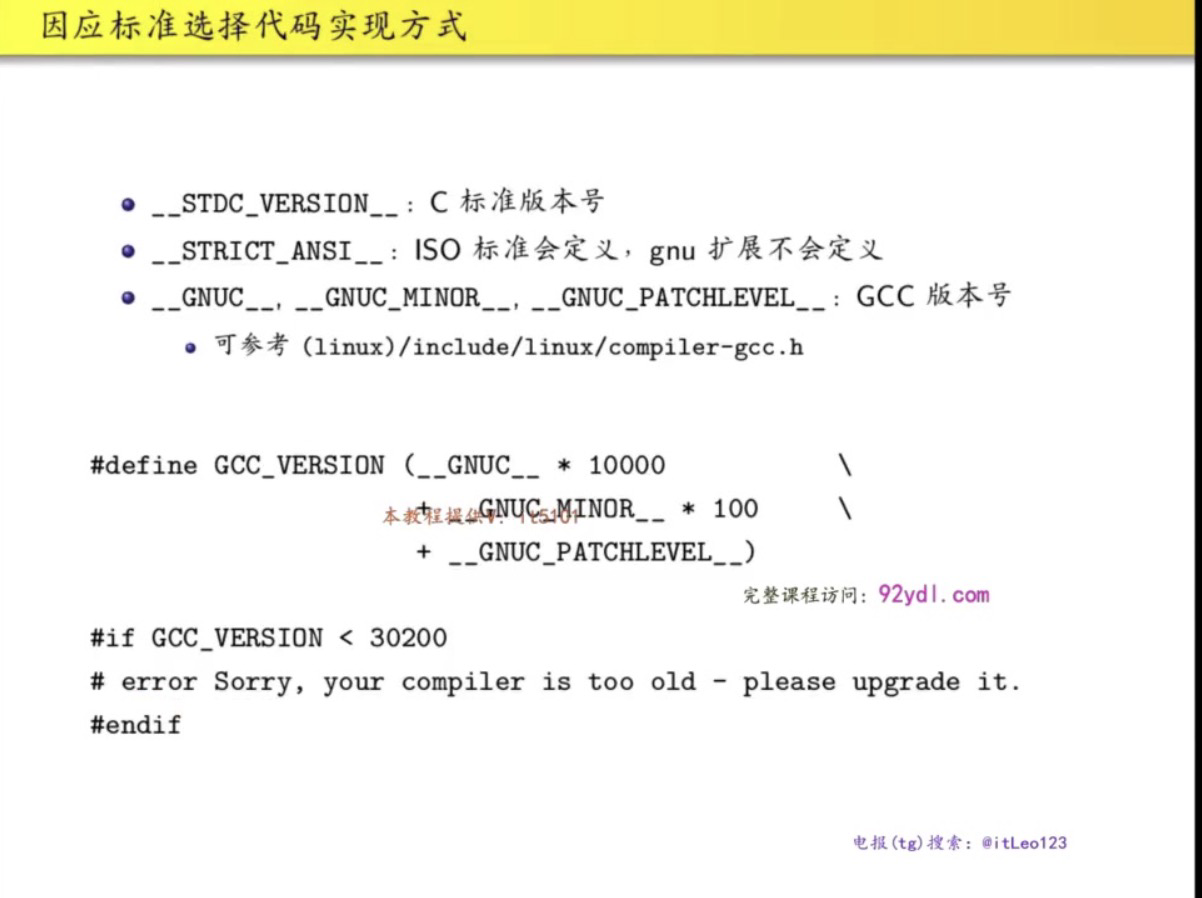 因应标准选择代码实现方式
__STDC_VERSION__: C 标准版本号
__STRICT_ANSI__: ISO 标准会定义, gnu 扩展不会定义
__GNUC__, __GNUC_MINOR__, __GNUC_PATCHLEVEL__: GCC 版本号
可参考 (linux)/include/linux/compiler-gcc.h
#define GCC_VERSION (__GNUC__ * 10000 \
+ __GNUC_MINOR__ * 100 \
本教程提供V: it5101
+ __GNUC_PATCHLEVEL__)
完整课程访问: 92ydl.com
#if GCC_VERSION < 30200
# error Sorry, your compiler is too old - please upgrade it.
#endif
电报(tg)搜索: @itLeo123